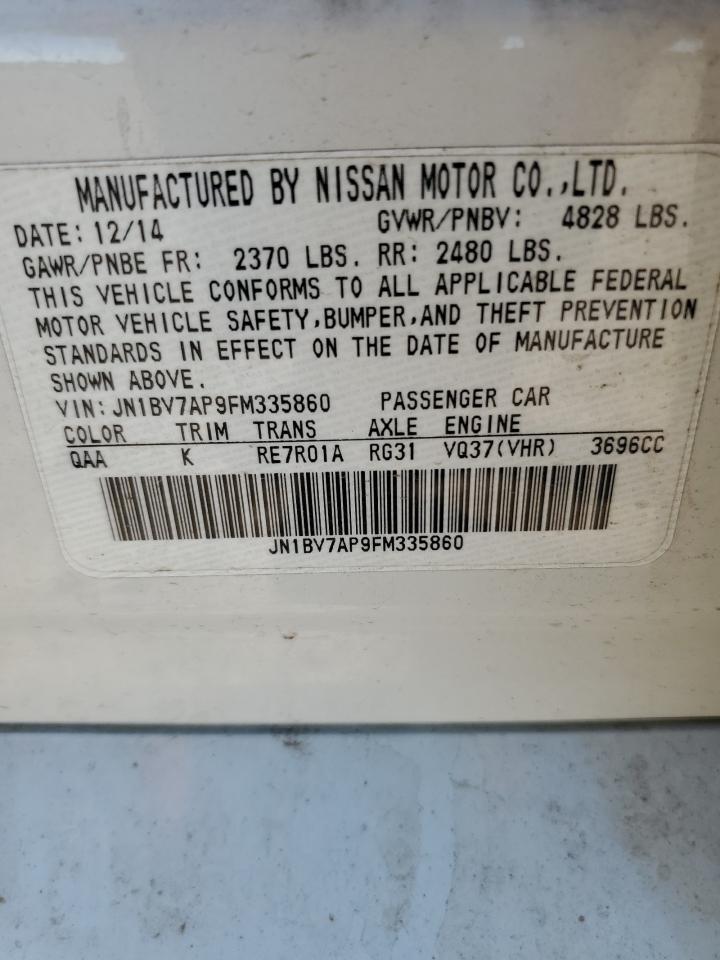 MANUFACTURED BY NISSAN MOTOR CO.,LTD.
DATE: 12/14 GVWR/PNBV: 4828 LBS.
GAWR/PNBE FR: 2370 LBS. RR: 2480 LBS.
THIS VEHICLE CONFORMS TO ALL APPLICABLE FEDERAL
MOTOR VEHICLE SAFETY,BUMPER,AND THEFT PREVENTION
STANDARDS IN EFFECT ON THE DATE OF MANUFACTURE
SHOWN ABOVE.
VIN: JN1BV7AP9FM335860 PASSENGER CAR
COLOR TRIM TRANS AXLE ENGINE
QAA K RE7R01A RG31 VQ37(VHR) 3696CC
JN1BV7AP9FM335860